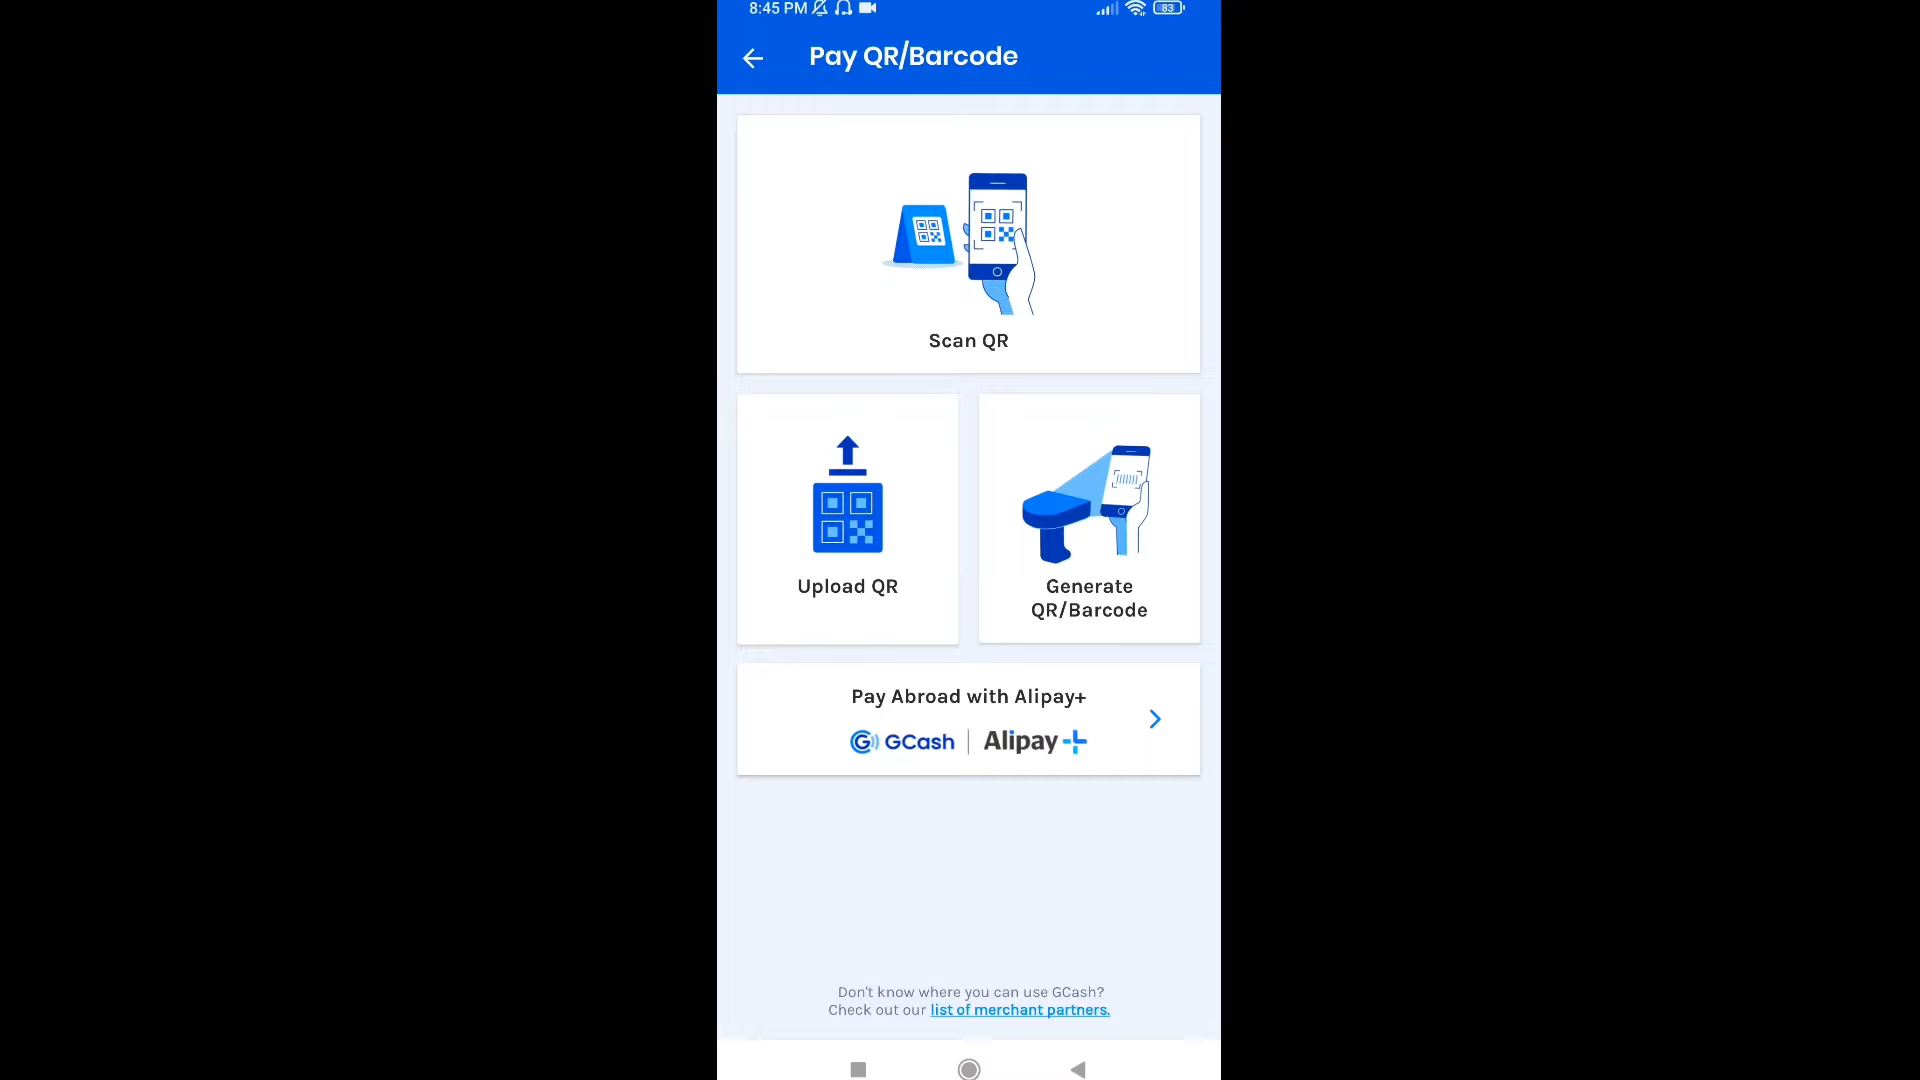 8:45 PM 83
Pay QR/Barcode
Scan QR
Upload QR
Generate
QR/Barcode
Pay Abroad with Alipay+
GCash | Alipay+
Don't know where you can use GCash?
Check out our list of merchant partners.